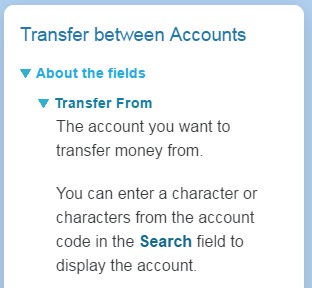 Transfer between Accounts
About the fields
Transfer From
The account you want to
transfer money from.
You can enter a character or
characters from the account
code in the Search field to
display the account.